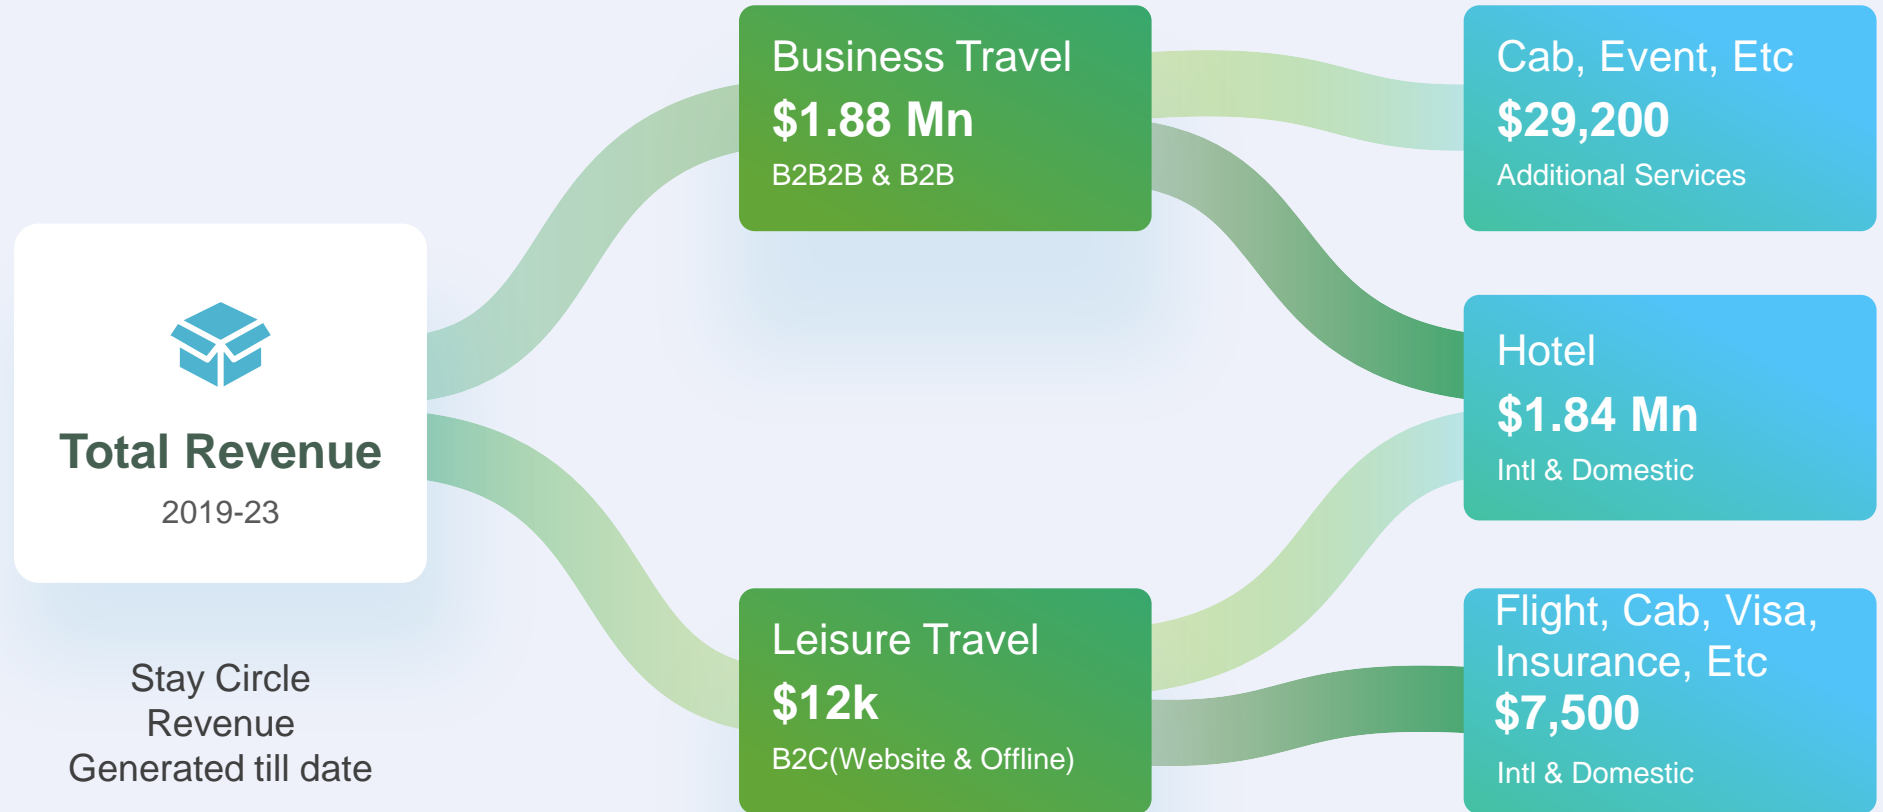 Total Revenue
2019-23
Stay Circle
Revenue
Generated till date
Business Travel
$1.88 Mn
B2B2B & B2B
Leisure Travel
$12k
B2C(Website & Offline)
Cab, Event, Etc
$29,200
Additional Services
Hotel
$1.84 Mn
Intl & Domestic
Flight, Cab, Visa,
Insurance, Etc
$7,500
Intl & Domestic